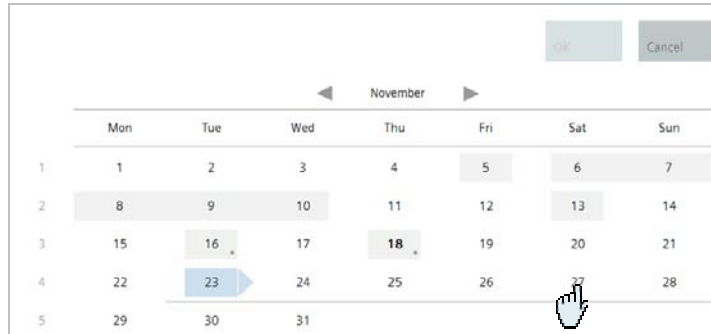 OK Cancel
November
Mon Tue Wed Thu Fri Sat Sun
1 1 2 3 4 5 6 7
2 8 9 10 11 12 13 14
3 15 16 17 18 19 20 21
4 22 23 24 25 26 27 28
5 29 30 31